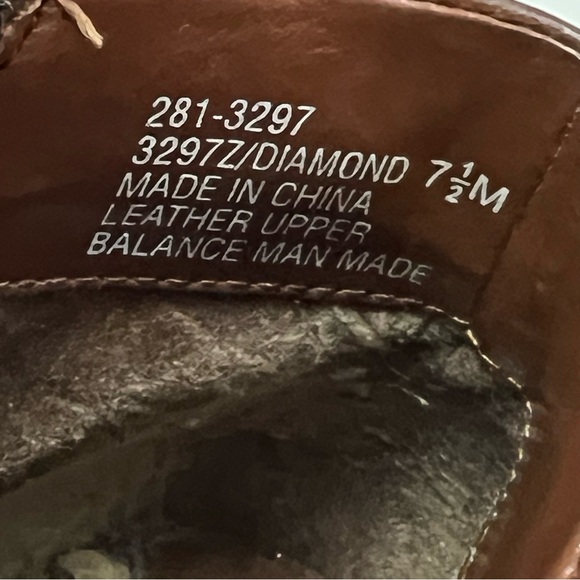 281-3297
3297Z/DIAMOND 7½M
MADE IN CHINA
LEATHER UPPER
BALANCE MAN MADE